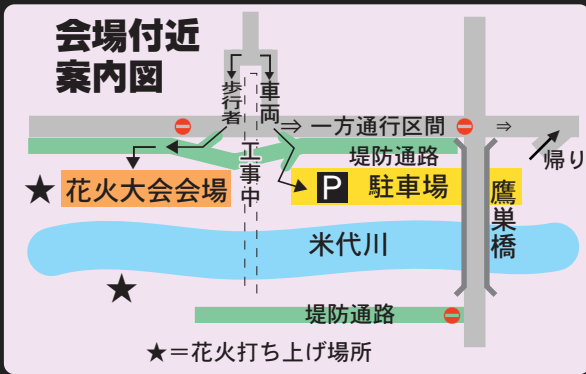 会場付近
案内図
歩行者
車両
⇒ 一方通行区間 ⇒
工事中
堤防通路
帰り
★ 花火大会会場
P 駐車場
鷹巣橋
米代川
★
堤防通路
★＝花火打ち上げ場所